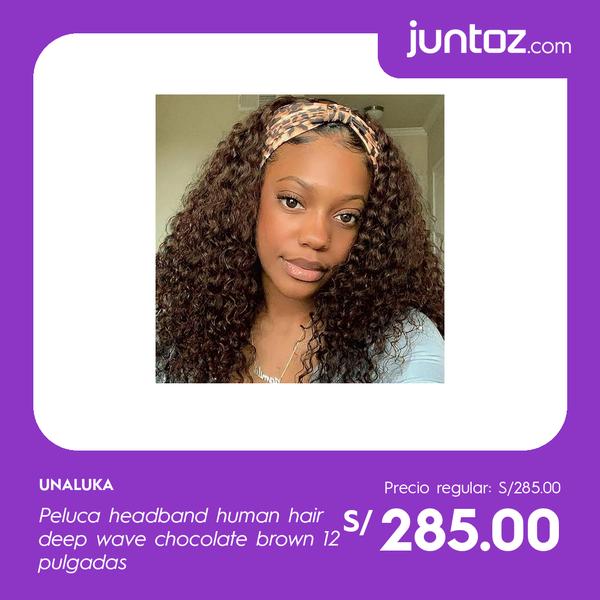 juntoz.com
UNALUKA
Peluca headband human hair
deep wave chocolate brown 12
pulgadas
Precio regular: S/285.00
S/ 285.00